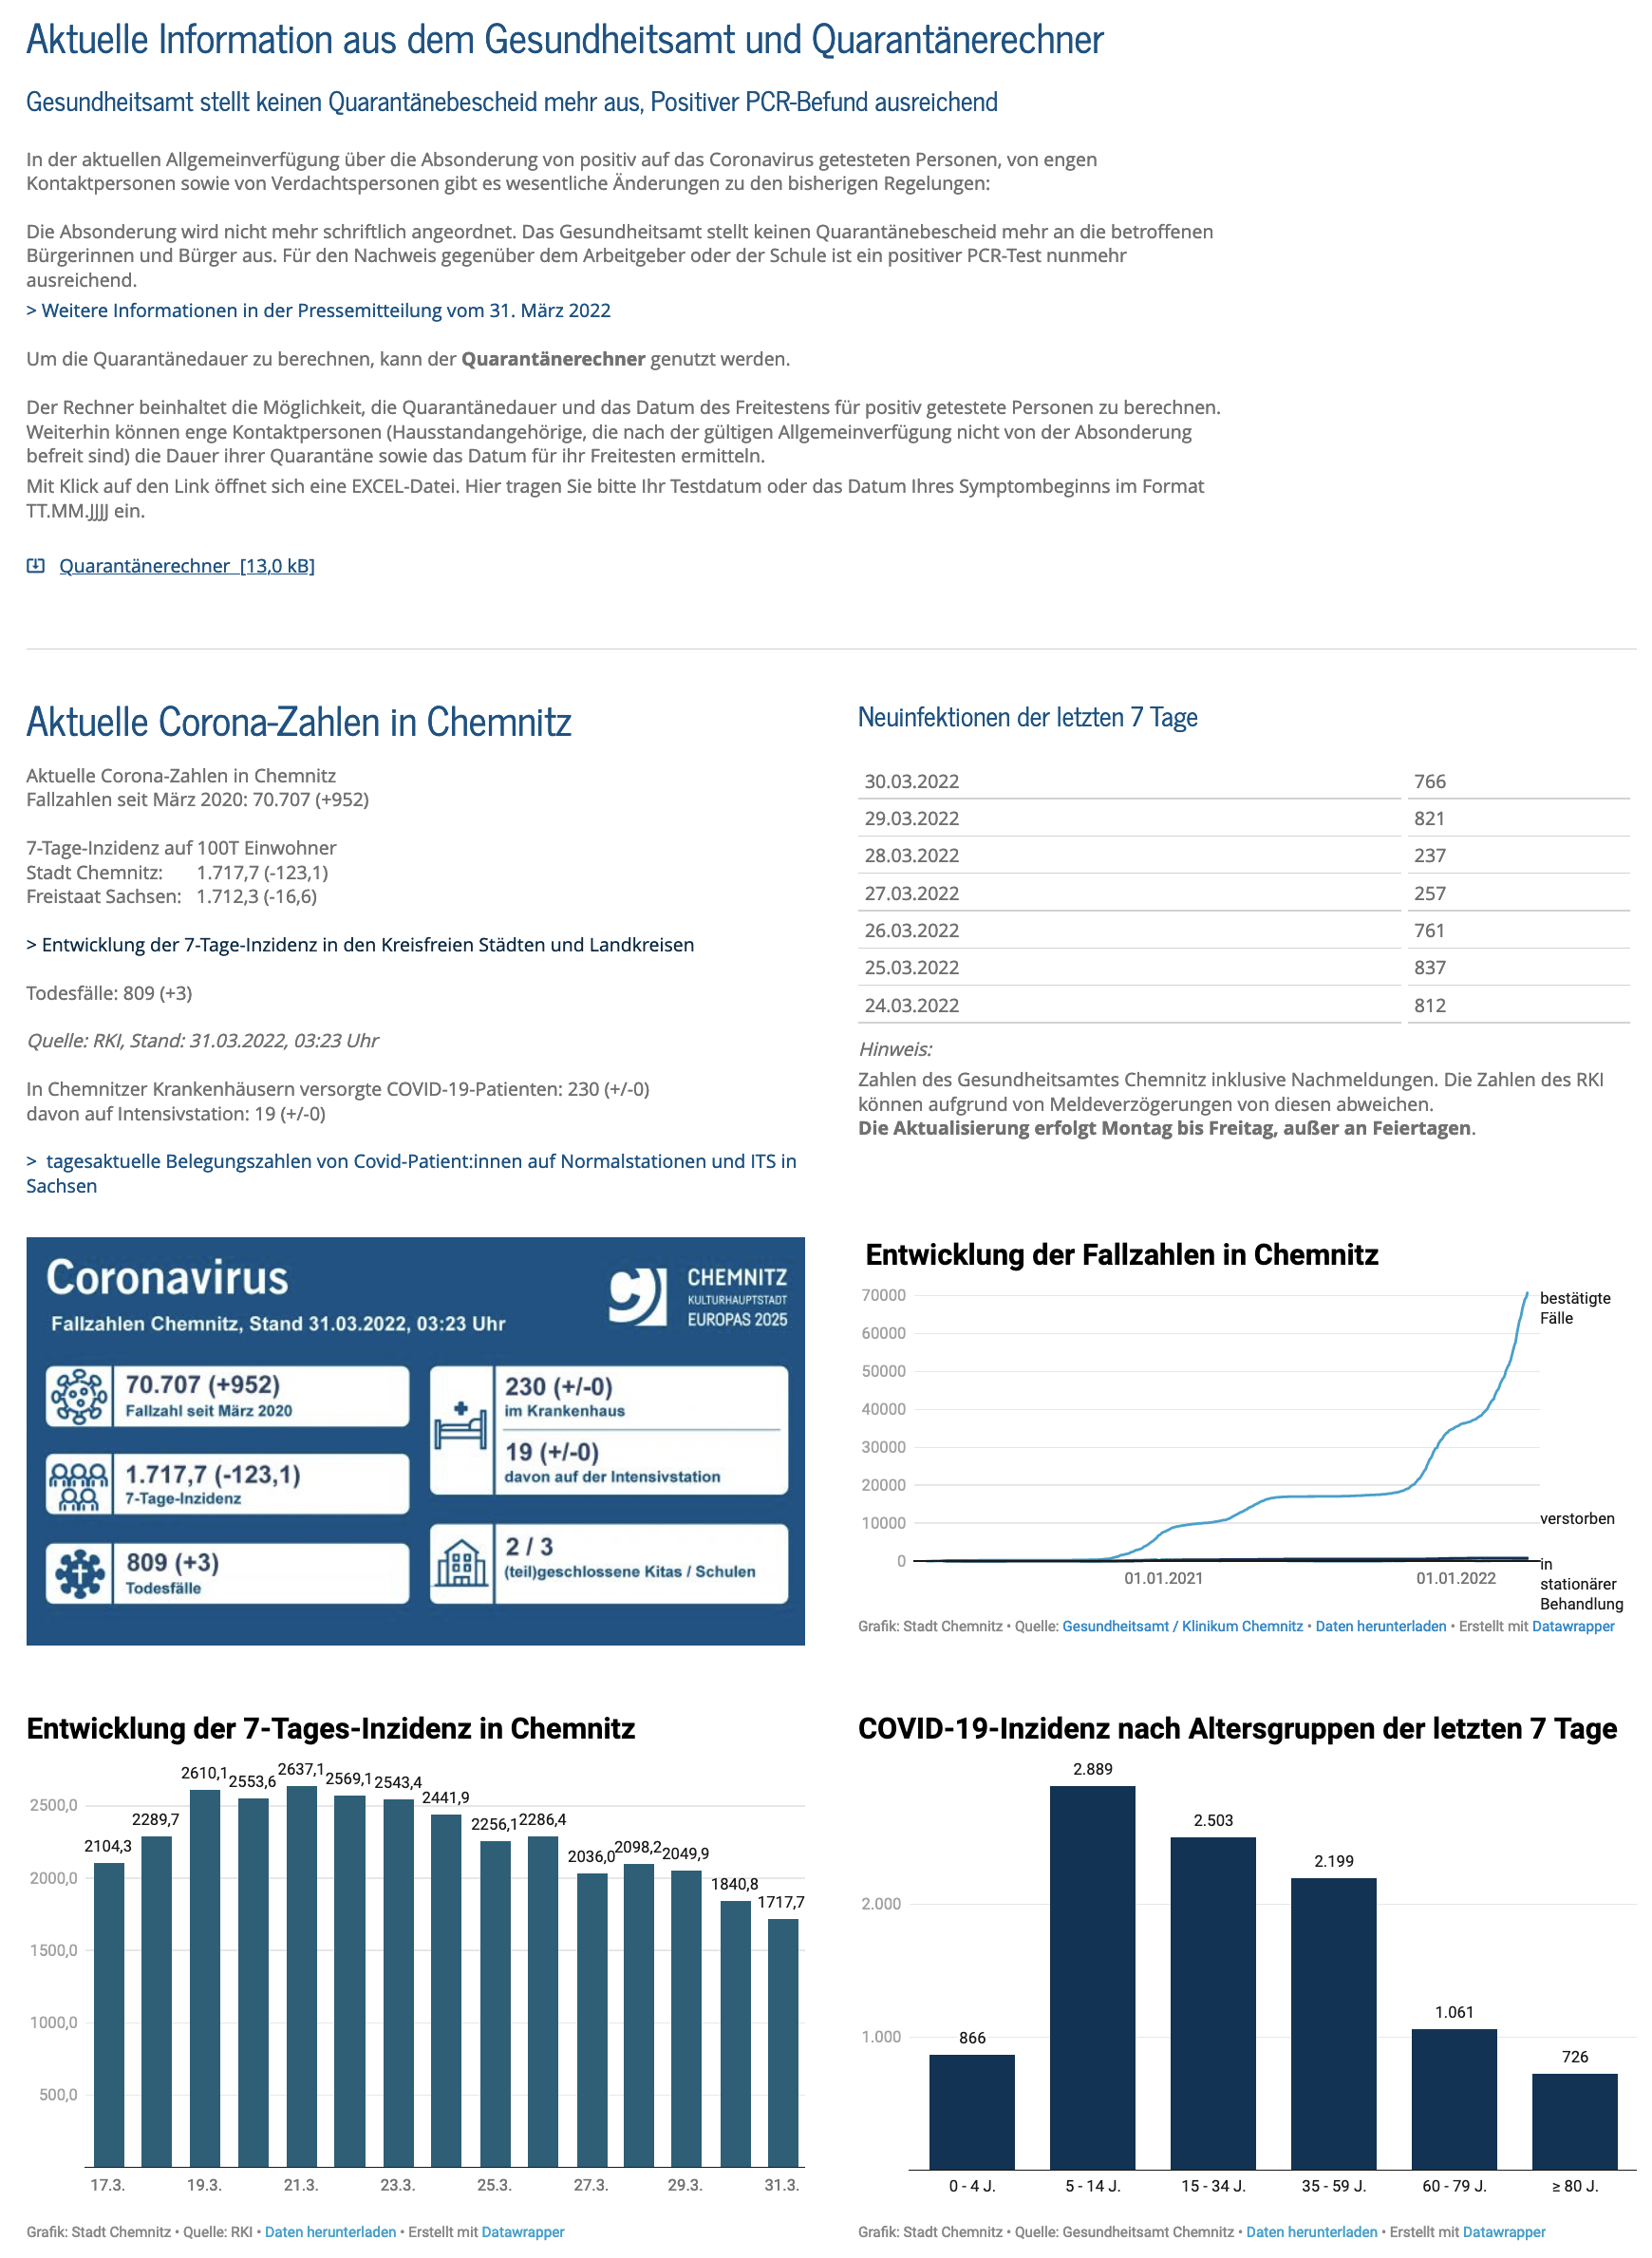 Aktuelle Information aus dem Gesundheitsamt und Quarantänerechner
Gesundheitsamt stellt keinen Quarantänebescheid mehr aus, Positiver PCR-Befund ausreichend
In der aktuellen Allgemeinverfügung über die Absonderung von positiv auf das Coronavirus getesteten Personen, von engen
Kontaktpersonen sowie von Verdachtspersonen gibt es wesentliche Änderungen zu den bisherigen Regelungen:
Die Absonderung wird nicht mehr schriftlich angeordnet. Das Gesundheitsamt stellt keinen Quarantänebescheid mehr an die betroffenen
Bürgerinnen und Bürger aus. Für den Nachweis gegenüber dem Arbeitgeber oder der Schule ist ein positiver PCR-Test nunmehr
ausreichend.
> Weitere Informationen in der Pressemitteilung vom 31. März 2022
Um die Quarantänedauer zu berechnen, kann der Quarantänerechner genutzt werden.
Der Rechner beinhaltet die Möglichkeit, die Quarantänedauer und das Datum des Freitestens für positiv getestete Personen zu berechnen.
Weiterhin können enge Kontaktpersonen (Hausstandangehörige, die nach der gültigen Allgemeinverfügung nicht von der Absonderung
befreit sind) die Dauer ihrer Quarantäne sowie das Datum für ihr Freitesten ermitteln.
Mit Klick auf den Link öffnet sich eine EXCEL-Datei. Hier tragen Sie bitte Ihr Testdatum oder das Datum Ihres Symptombeginns im Format
TT.MM.JJJJ ein.
Quarantänerechner [13,0 kB]
Aktuelle Corona-Zahlen in Chemnitz
Aktuelle Corona-Zahlen in Chemnitz
Fallzahlen seit März 2020: 70.707 (+952)
7-Tage-Inzidenz auf 100T Einwohner
Stadt Chemnitz: 1.717,7 (-123,1)
Freistaat Sachsen: 1.712,3 (-16,6)
> Entwicklung der 7-Tage-Inzidenz in den Kreisfreien Städten und Landkreisen
Todesfälle: 809 (+3)
Quelle: RKI, Stand: 31.03.2022, 03:23 Uhr
In Chemnitzer Krankenhäusern versorgte COVID-19-Patienten: 230 (+/-0)
davon auf Intensivstation: 19 (+/-0)
> tagesaktuelle Belegungszahlen von Covid-Patient:innen auf Normalstationen und ITS in
Sachsen
Neuinfektionen der letzten 7 Tage
30.03.2022 766
29.03.2022 821
28.03.2022 237
27.03.2022 257
26.03.2022 761
25.03.2022 837
24.03.2022 812
Hinweis:
Zahlen des Gesundheitsamtes Chemnitz inklusive Nachmeldungen. Die Zahlen des RKI
können aufgrund von Meldeverzögerungen von diesen abweichen.
Die Aktualisierung erfolgt Montag bis Freitag, außer an Feiertagen.
Coronavirus
Fallzahlen Chemnitz, Stand 31.03.2022, 03:23 Uhr
CHEMNITZ
KULTURHAUPTSTADT
EUROPAS 2025
70.707 (+952)
Fallzahl seit März 2020
1.717,7 (-123,1)
7-Tage-Inzidenz
809 (+3)
Todesfälle
230 (+/-0)
im Krankenhaus
19 (+/-0)
davon auf der Intensivstation
2 / 3
(teil)geschlossene Kitas / Schulen
Entwicklung der Fallzahlen in Chemnitz
70000
60000
50000
40000
30000
20000
10000
0
bestätigte
Fälle
verstorben
in
stationärer
Behandlung
01.01.2021 01.01.2022
Grafik: Stadt Chemnitz • Quelle: Gesundheitsamt / Klinikum Chemnitz • Daten herunterladen • Erstellt mit Datawrapper
Entwicklung der 7-Tages-Inzidenz in Chemnitz
2500,0
2000,0
1500,0
1000,0
500,0
2104,3
2289,7
2610,1
2553,6
2637,1
2569,1
2543,4
2441,9
2256,1
2286,4
2036,0
2098,2
2049,9
1840,8
1717,7
17.3. 19.3. 21.3. 23.3. 25.3. 27.3. 29.3. 31.3.
Grafik: Stadt Chemnitz • Quelle: RKI • Daten herunterladen • Erstellt mit Datawrapper
COVID-19-Inzidenz nach Altersgruppen der letzten 7 Tage
2.000
1.000
866
2.889
2.503
2.199
1.061
726
0 - 4 J. 5 - 14 J. 15 - 34 J. 35 - 59 J. 60 - 79 J. ≥ 80 J.
Grafik: Stadt Chemnitz • Quelle: Gesundheitsamt Chemnitz • Daten herunterladen • Erstellt mit Datawrapper